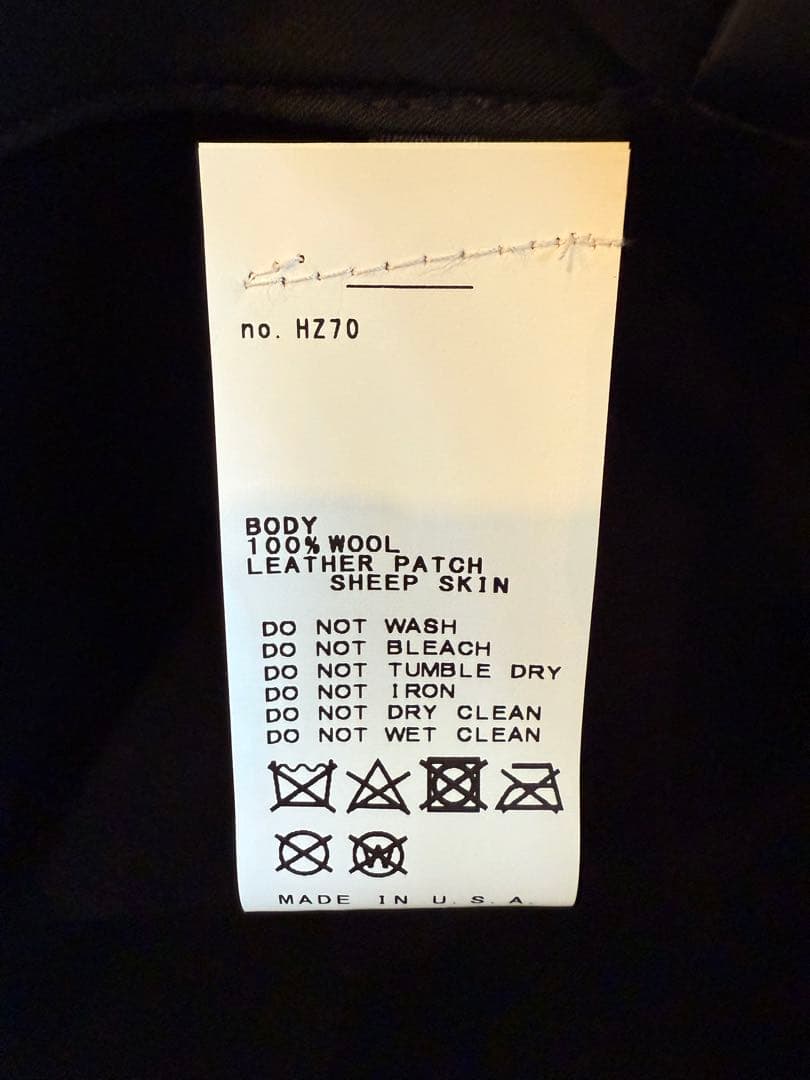 no. HZ70
BODY
100% WOOL
LEATHER PATCH
SHEEP SKIN
DO NOT WASH
DO NOT BLEACH
DO NOT TUMBLE DRY
DO NOT IRON
DO NOT DRY CLEAN
DO NOT WET CLEAN
W
MADE IN U.S.A.